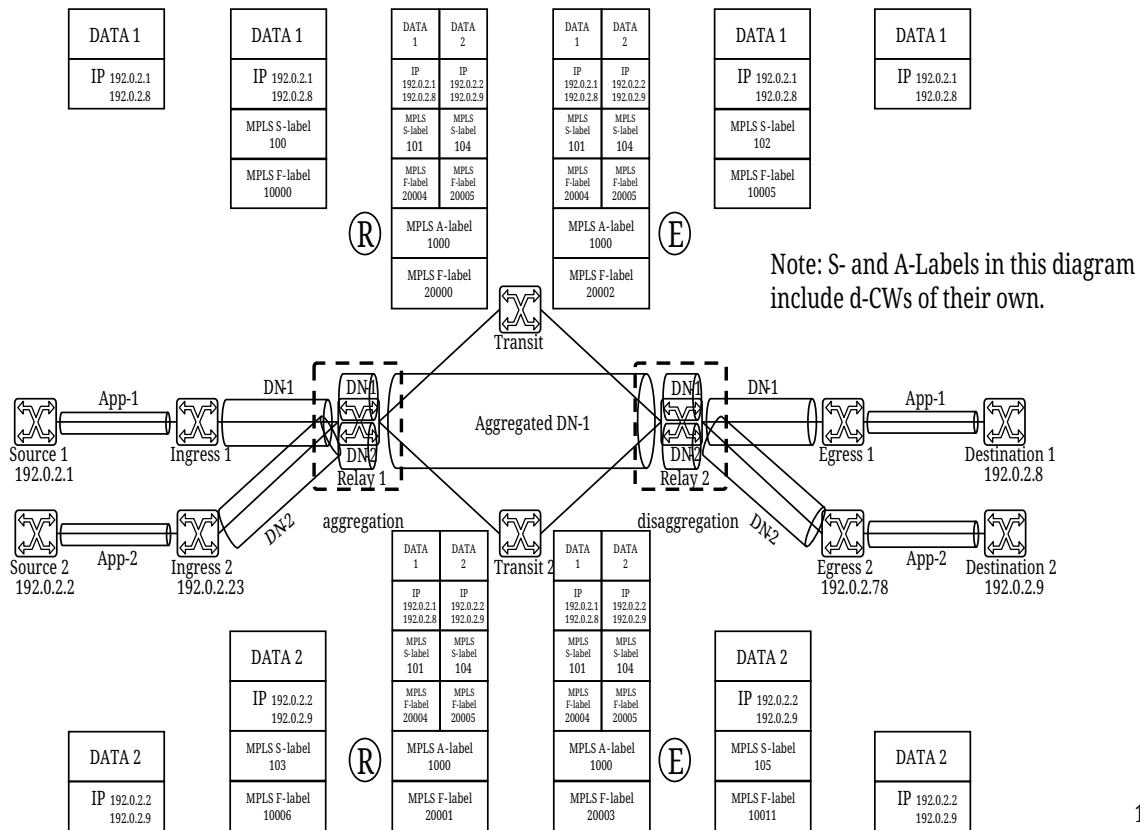 DATA 1
IP 192.0.2.1
192.0.2.8
DATA 1
IP 192.0.2.1
192.0.2.8
MPLS S-label
100
MPLS F-label
10000
DATA
1
DATA
2
IP
192.0.2.1
192.0.2.8
IP
192.0.2.2
192.0.2.9
MPLS
S-label
101
MPLS
S-label
104
MPLS
F-label
20004
MPLS
F-label
20005
MPLS A-label
1000
MPLS F-label
20000
R
DATA
1
DATA
2
IP
192.0.2.1
192.0.2.8
IP
192.0.2.2
192.0.2.9
MPLS
S-label
101
MPLS
S-label
104
MPLS
F-label
20004
MPLS
F-label
20005
MPLS A-label
1000
MPLS F-label
20002
E
DATA 1
IP 192.0.2.1
192.0.2.8
MPLS S-label
102
MPLS F-label
10005
DATA 1
IP 192.0.2.1
192.0.2.8
Note: S- and A-Labels in this diagram
include d-CWs of their own.
Transit
Source 1
192.0.2.1
App-1
Ingress 1
DN-1
DN-1
DN-2
Relay 1
Aggregated DN-1
DN-1
DN-2
Relay 2
DN-1
Egress 1
App-1
Destination 1
192.0.2.8
aggregation
disaggregation
Source 2
192.0.2.2
App-2
Ingress 2
192.0.2.23
DN-2
Transit 2
DN-2
Egress 2
192.0.2.78
App-2
Destination 2
192.0.2.9
DATA 2
IP 192.0.2.2
192.0.2.9
DATA 2
IP 192.0.2.2
192.0.2.9
MPLS S-label
103
MPLS F-label
10006
R
DATA
1
DATA
2
IP
192.0.2.1
192.0.2.8
IP
192.0.2.2
192.0.2.9
MPLS
S-label
101
MPLS
S-label
104
MPLS
F-label
20004
MPLS
F-label
20005
MPLS A-label
1000
MPLS F-label
20001
DATA
1
DATA
2
IP
192.0.2.1
192.0.2.8
IP
192.0.2.2
192.0.2.9
MPLS
S-label
101
MPLS
S-label
104
MPLS
F-label
20004
MPLS
F-label
20005
MPLS A-label
1000
MPLS F-label
20003
E
DATA 2
IP 192.0.2.2
192.0.2.9
MPLS S-label
105
MPLS F-label
10011
DATA 2
IP 192.0.2.2
192.0.2.9
1